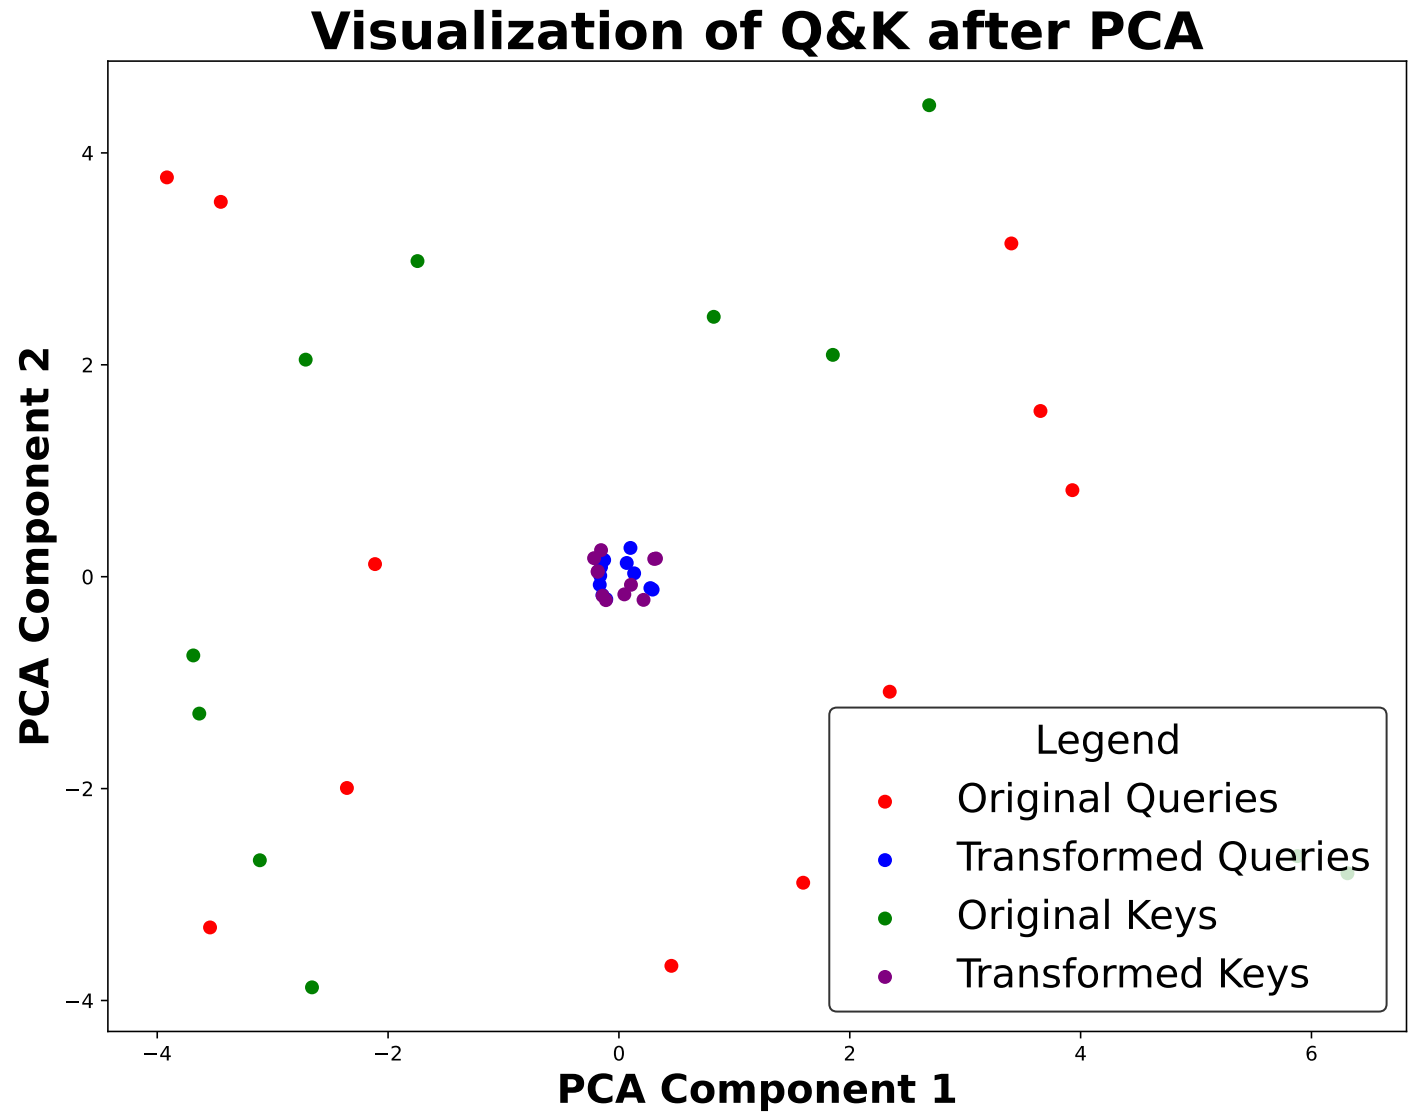 Visualization of Q&K after PCA
PCA Component 2
4
2
0
−2
−4
−4
−2
0
2
4
6
PCA Component 1
Legend
Original Queries
Transformed Queries
Original Keys
Transformed Keys